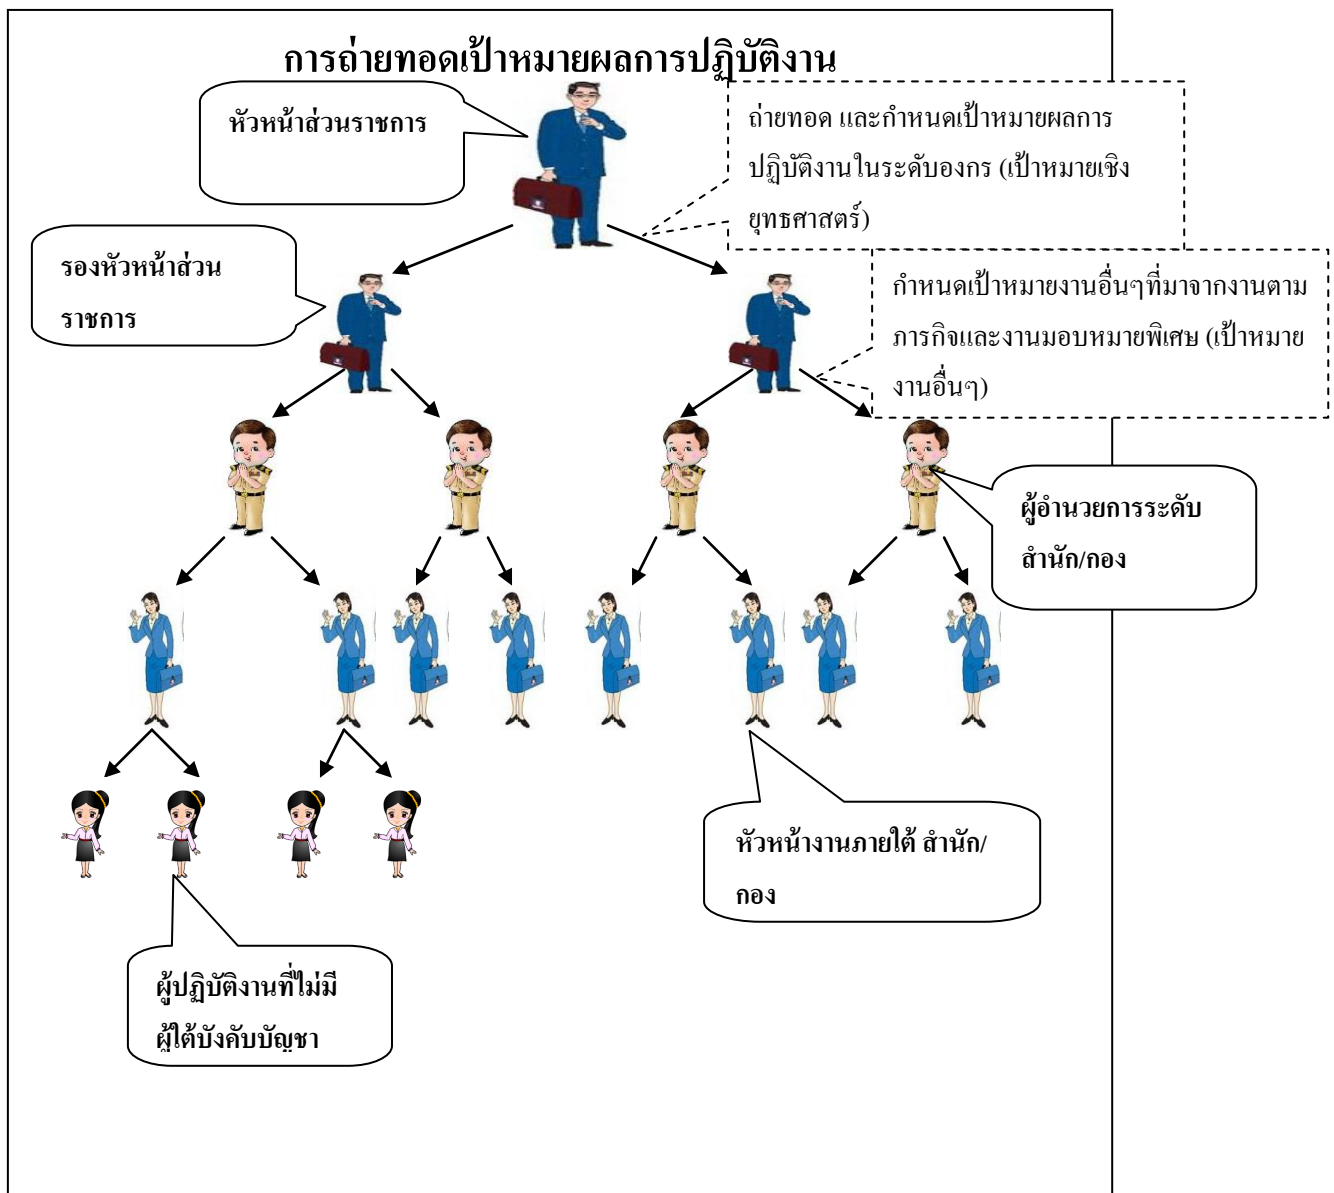 การถ่ายทอดเป้าหมายผลการปฏิบัติงาน
หัวหน้าส่วนราชการ
ถ่ายทอด และกำหนดเป้าหมายผลการ
ปฏิบัติงานในระดับองกร (เป้าหมายเชิง
ยุทธศาสตร์)
รองหัวหน้าส่วน
ราชการ
กำหนดเป้าหมายงานอื่นๆที่มาจากงานตาม
ภารกิจและงานมอบหมายพิเศษ (เป้าหมาย
งานอื่นๆ)
ผู้อำนวยการระดับ
สำนัก/กอง
หัวหน้างานภายใต้ สำนัก/
กอง
ผู้ปฏิบัติงานที่ไม่มี
ผู้ใต้บังคับบัญชา